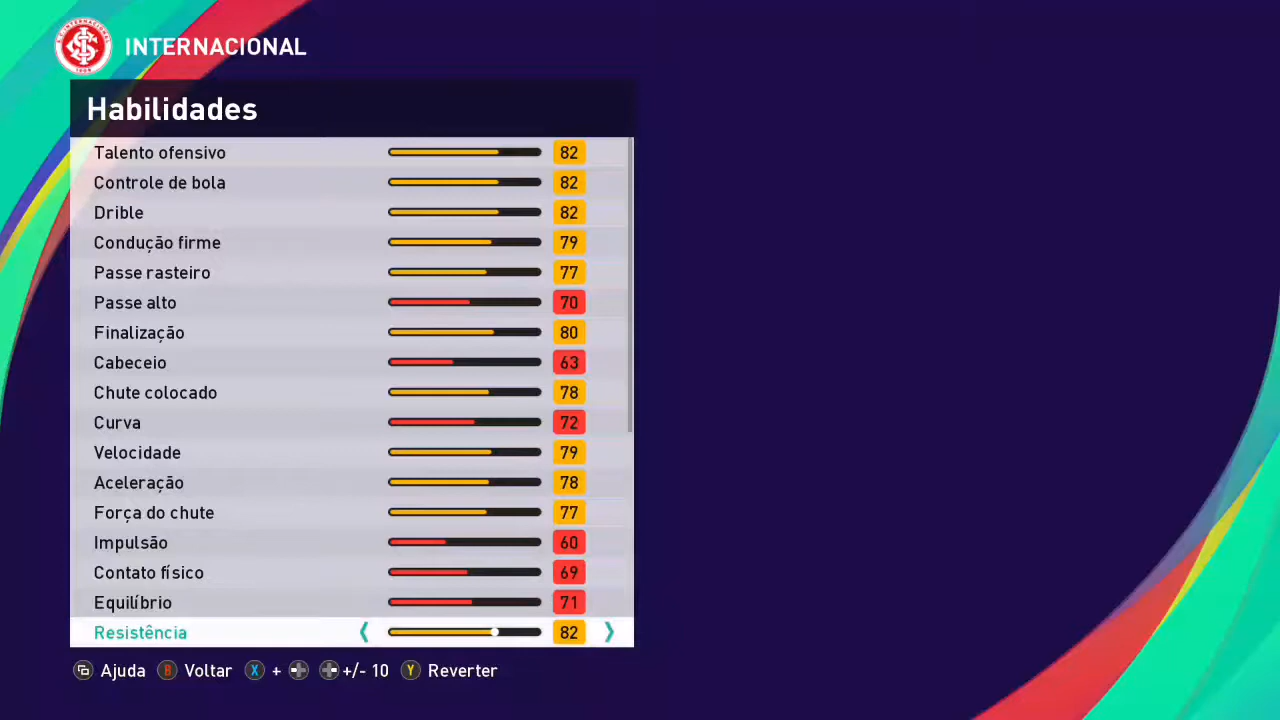 INTERNACIONAL
Habilidades
Talento ofensivo 82
Controle de bola 82
Drible 82
Condução firme 79
Passe rasteiro 77
Passe alto 70
Finalização 80
Cabeceio 63
Chute colocado 78
Curva 72
Velocidade 79
Aceleração 78
Força do chute 77
Impulsão 60
Contato físico 69
Equilíbrio 71
Resistência 82
Ajuda B Voltar X + +/- 10 Y Reverter